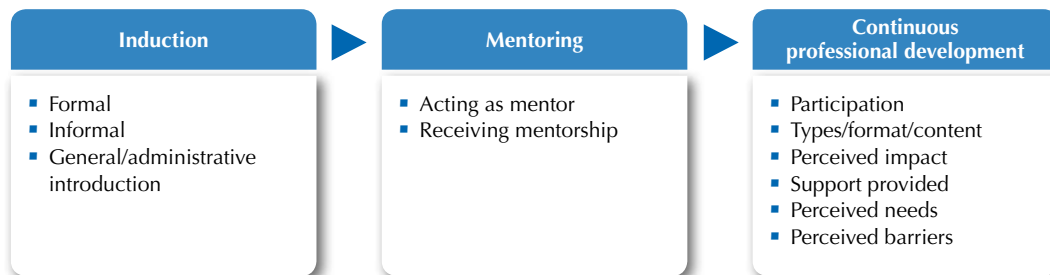 Induction
Formal
Informal
General/administrative
introduction
Mentoring
Acting as mentor
Receiving mentorship
Continuous
professional development
Participation
Types/format/content
Perceived impact
Support provided
Perceived needs
Perceived barriers